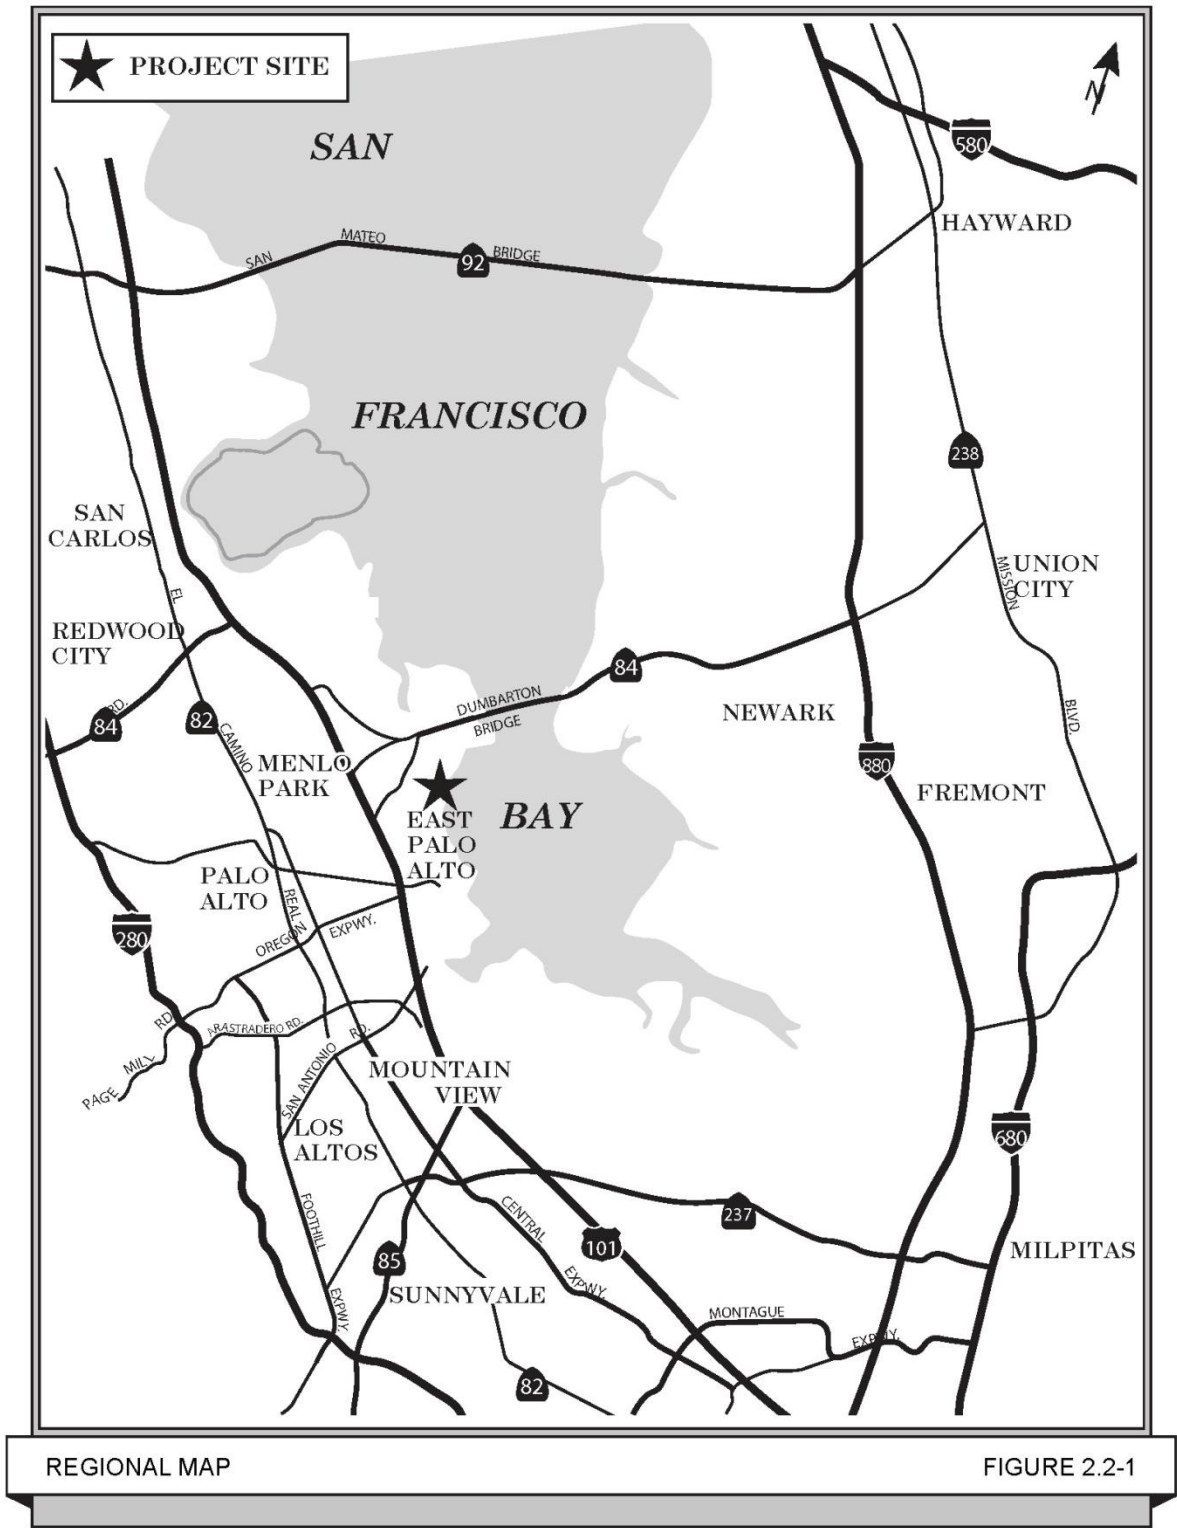 PROJECT SITE
N
SAN
580
HAYWARD
SAN MATEO BRIDGE
92
FRANCISCO
238
SAN
CARLOS
EL
UNION
CITY
MISSION
REDWOOD
CITY
84
DUMBARTON
BRIDGE
RD.
84
82
CAMINO
NEWARK
BLVD.
MENLO
PARK
880
FREMONT
EAST
PALO
ALTO
BAY
PALO
ALTO
REAL
280
OREGON EXPWY.
PAGE MILL RD.
ARASTRADERO RD.
SAN ANTONIO RD.
MOUNTAIN
VIEW
LOS
ALTOS
680
FOOTHILL
EXPWY.
CENTRAL
EXPWY.
237
101
85
MILPITAS
SUNNYVALE
MONTAGUE
EXPWY.
82
REGIONAL MAP
FIGURE 2.2-1